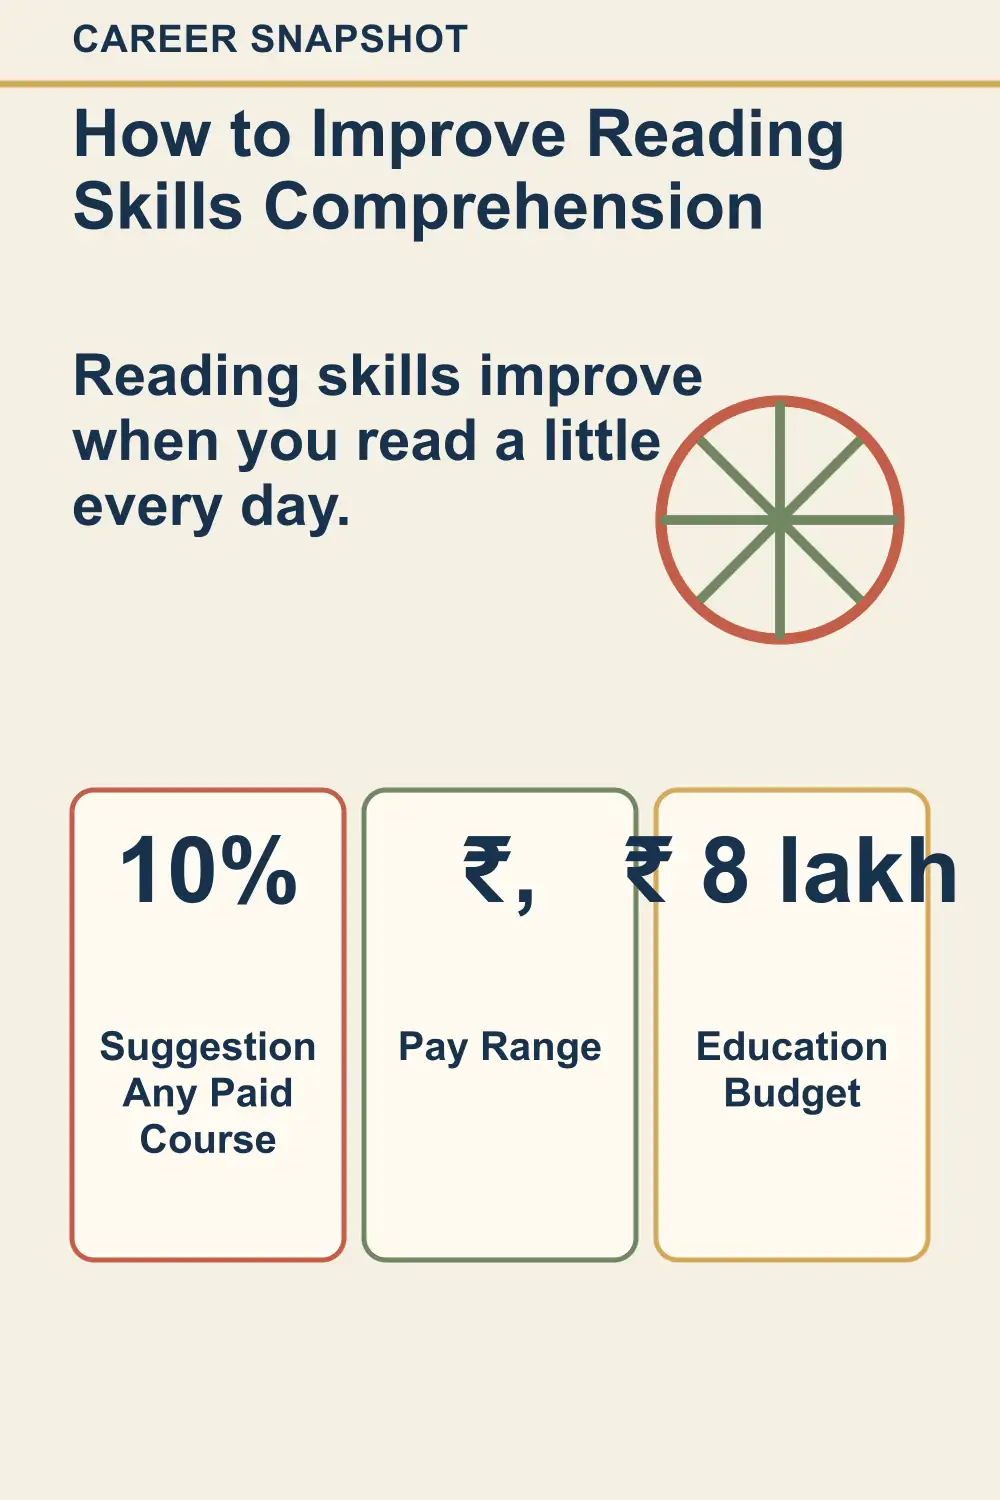 CAREER SNAPSHOT
How to Improve Reading
Skills Comprehension
Reading skills improve
when you read a little
every day.
10%
Suggestion
Any Paid
Course
₹,
Pay Range
₹ 8 lakh
Education
Budget